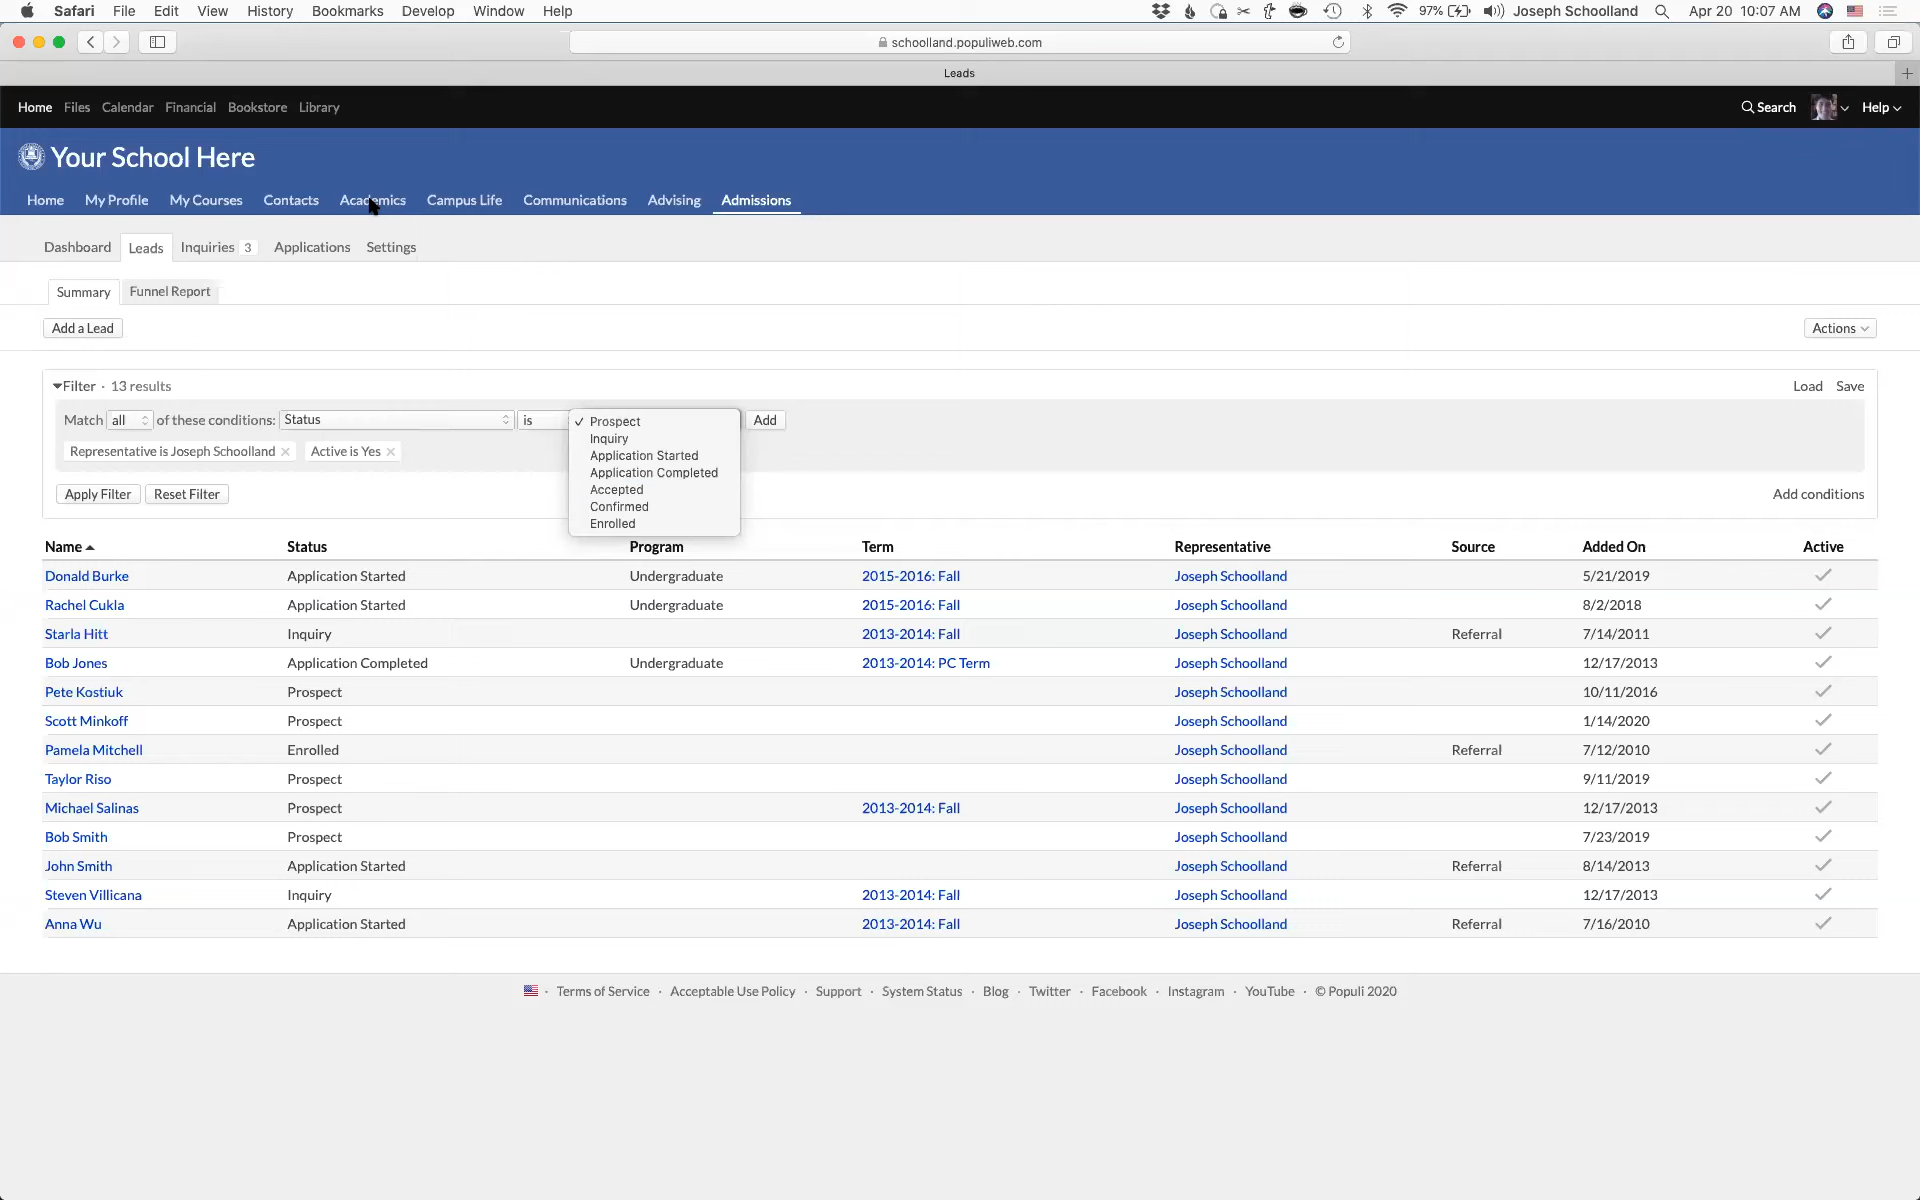 Safari File Edit View History Bookmarks Develop Window Help 97% Joseph Schoolland Apr 20 10:07 AM
schoolland.populiweb.com
Leads
Home Files Calendar Financial Bookstore Library Search Help
Your School Here
Home My Profile My Courses Contacts Academics Campus Life Communications Advising Admissions
Dashboard Leads Inquiries 3 Applications Settings
Summary Funnel Report
Add a Lead Actions
Filter · 13 results Load Save
Match all of these conditions: Status is Add
Prospect
Inquiry
Application Started
Application Completed
Accepted
Confirmed
Enrolled
Representative is Joseph Schoolland Active is Yes
Apply Filter Reset Filter Add conditions
Name Status Program Term Representative Source Added On Active
Donald Burke Application Started Undergraduate 2015-2016: Fall Joseph Schoolland 5/21/2019
Rachel Cukla Application Started Undergraduate 2015-2016: Fall Joseph Schoolland 8/2/2018
Starla Hitt Inquiry 2013-2014: Fall Joseph Schoolland Referral 7/14/2011
Bob Jones Application Completed Undergraduate 2013-2014: PC Term Joseph Schoolland 12/17/2013
Pete Kostiuk Prospect Joseph Schoolland 10/11/2016
Scott Minkoff Prospect Joseph Schoolland 1/14/2020
Pamela Mitchell Enrolled Joseph Schoolland Referral 7/12/2010
Taylor Riso Prospect Joseph Schoolland 9/11/2019
Michael Salinas Prospect 2013-2014: Fall Joseph Schoolland 12/17/2013
Bob Smith Prospect Joseph Schoolland 7/23/2019
John Smith Application Started Joseph Schoolland Referral 8/14/2013
Steven Villicana Inquiry 2013-2014: Fall Joseph Schoolland 12/17/2013
Anna Wu Application Started 2013-2014: Fall Joseph Schoolland Referral 7/16/2010
· Terms of Service · Acceptable Use Policy · Support · System Status · Blog · Twitter · Facebook · Instagram · YouTube · © Populi 2020